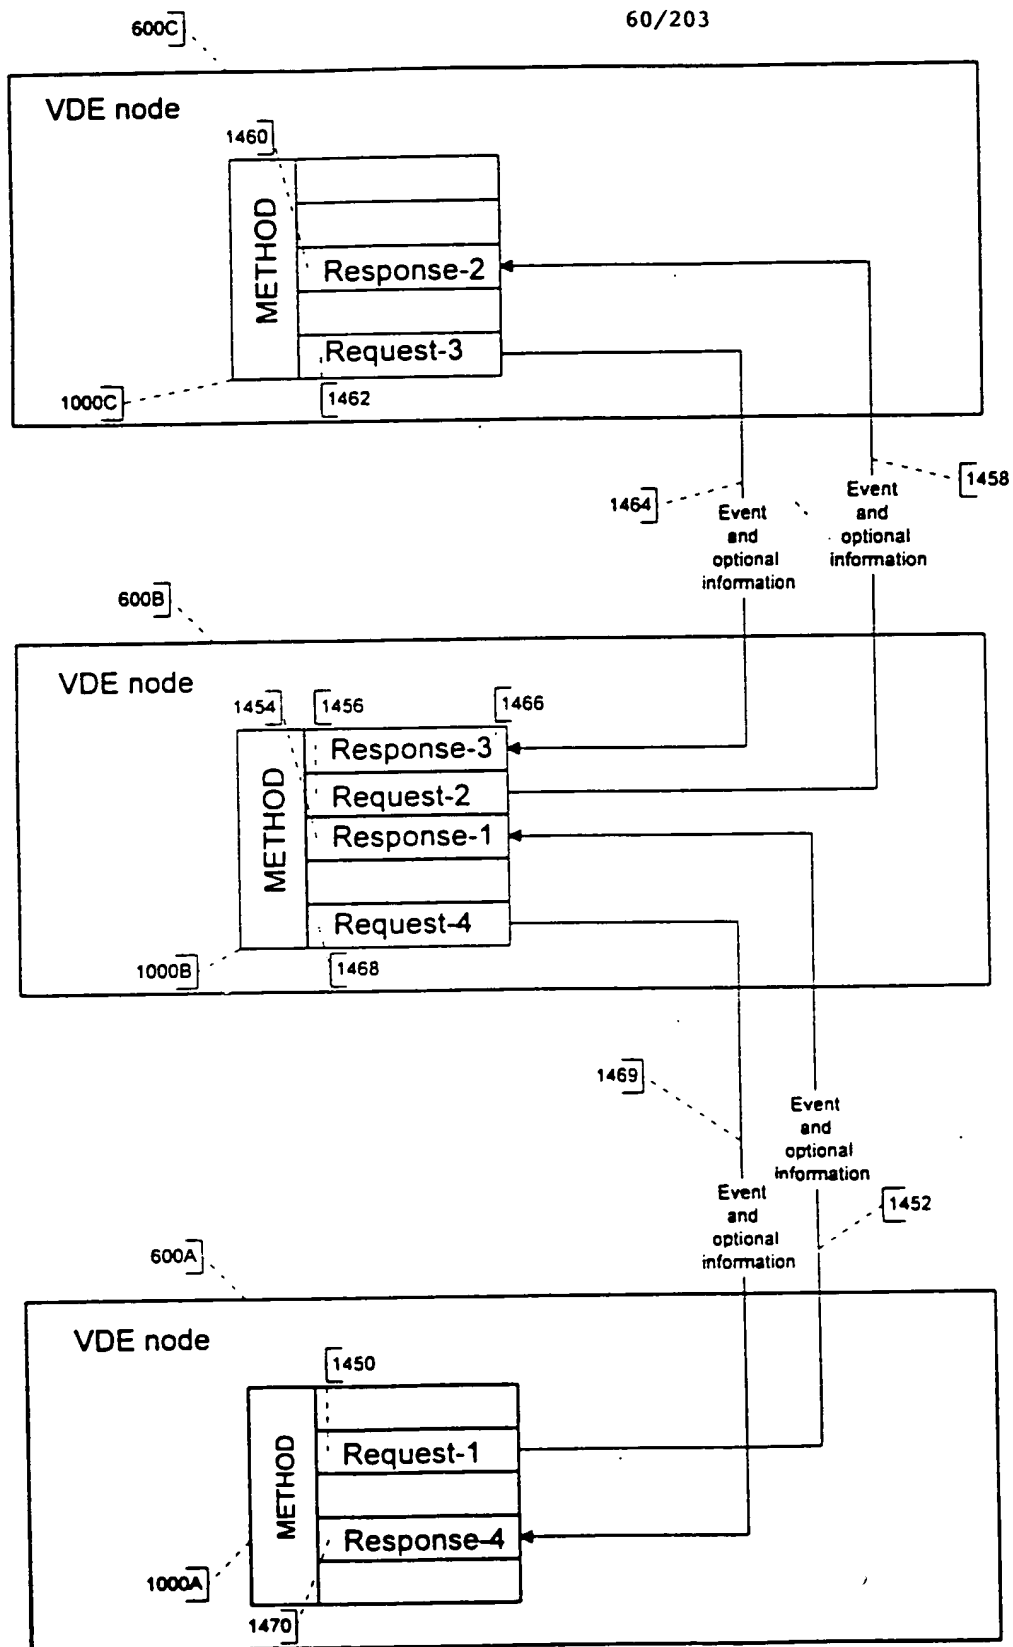 60/203
600C
VDE node
1460
METHOD
Response-2
Request-3
1000C
1462
1464
1458
Event
and
optional
information
Event
and
optional
information
600B
VDE node
1454
1456
1466
METHOD
Response-3
Request-2
Response-1
Request-4
1000B
1468
1469
Event
and
optional
information
Event
and
optional
information
1452
600A
VDE node
1450
METHOD
Request-1
Response-4
1000A
1470